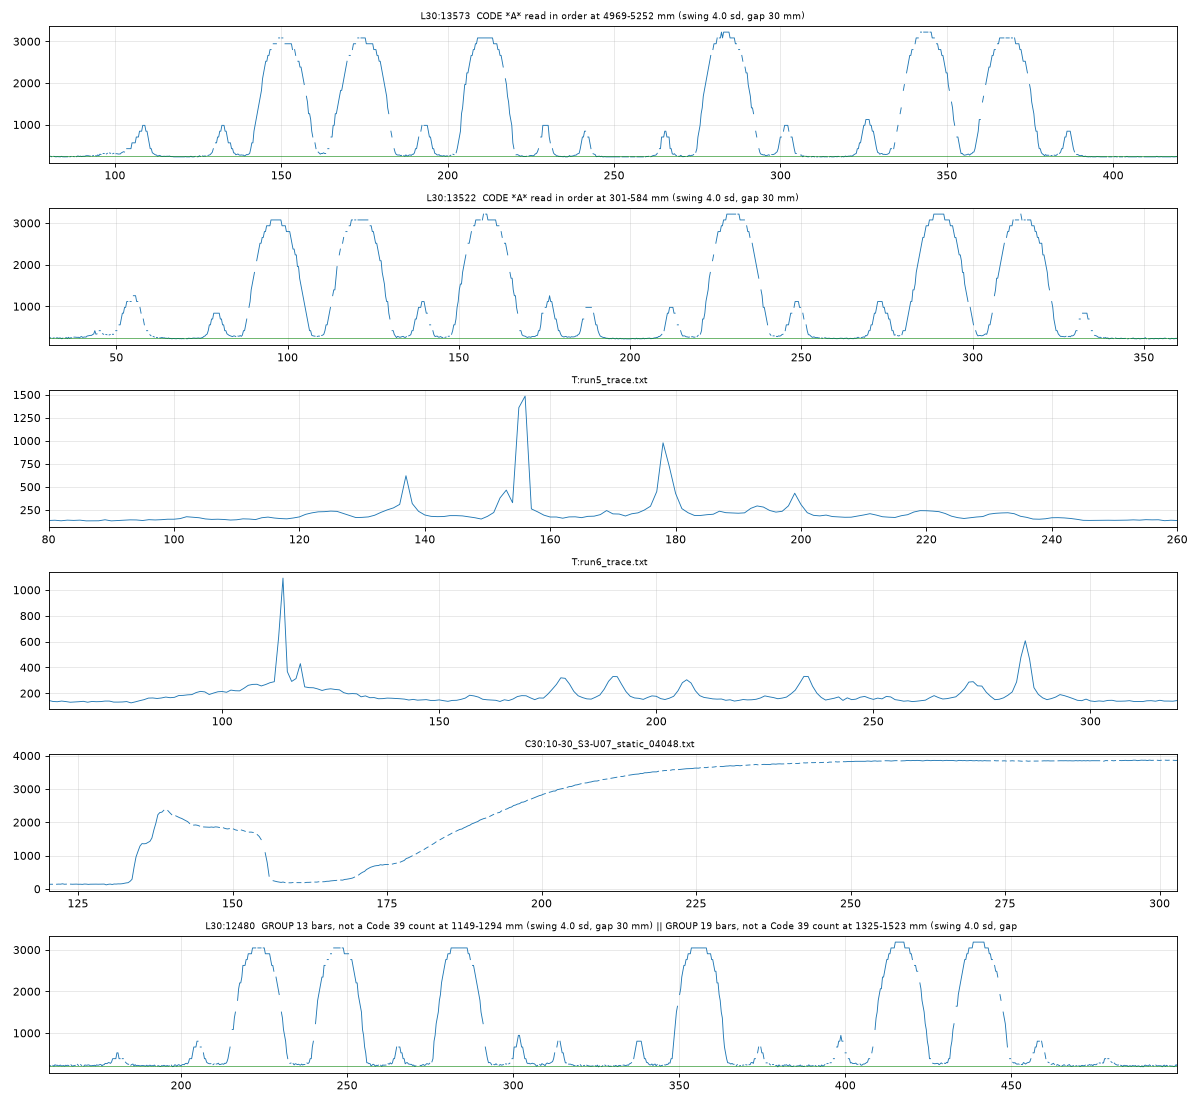 L30:13573  CODE *A* read in order at 4969-5252 mm (swing 4.0 sd, gap 30 mm)
3000
2000
1000
100 150 200 250 300 350 400
L30:13522  CODE *A* read in order at 301-584 mm (swing 4.0 sd, gap 30 mm)
3000
2000
1000
50 100 150 200 250 300 350
T:run5_trace.txt
1500
1250
1000
750
500
250
80 100 120 140 160 180 200 220 240 260
T:run6_trace.txt
1000
800
600
400
200
100 150 200 250 300
C30:10-30_S3-U07_static_04048.txt
4000
3000
2000
1000
0
125 150 175 200 225 250 275 300
L30:12480  GROUP 13 bars, not a Code 39 count at 1149-1294 mm (swing 4.0 sd, gap 30 mm) || GROUP 19 bars, not a Code 39 count at 1325-1523 mm (swing 4.0 sd, gap
3000
2000
1000
200 250 300 350 400 450